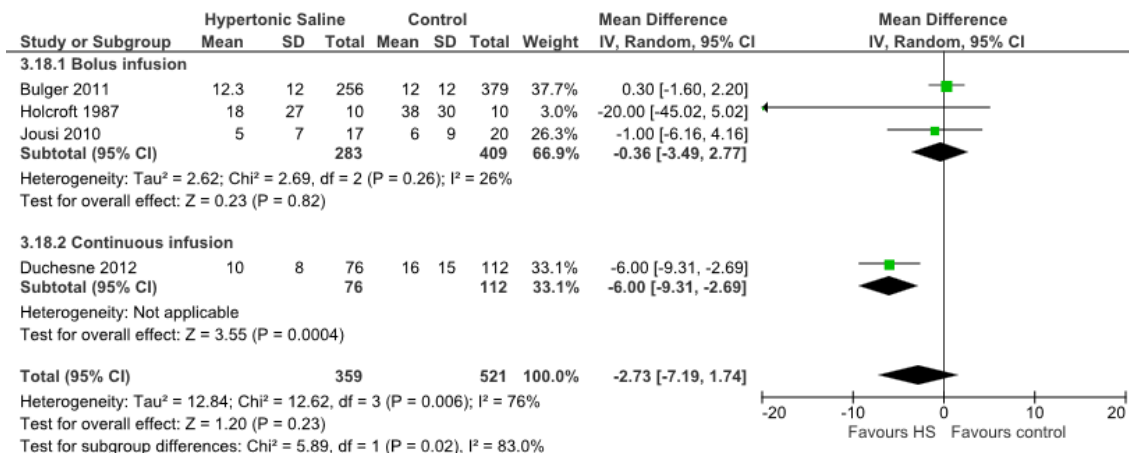 Hypertonic Saline Control Mean Difference Mean Difference
Study or Subgroup Mean SD Total Mean SD Total Weight IV, Random, 95% CI IV, Random, 95% CI
3.18.1 Bolus infusion
Bulger 2011 12.3 12 256 12 12 379 37.7% 0.30 [-1.60, 2.20]
Holcroft 1987 18 27 10 38 30 10 3.0% -20.00 [-45.02, 5.02]
Jousi 2010 5 7 17 6 9 20 26.3% -1.00 [-6.16, 4.16]
Subtotal (95% CI) 283 409 66.9% -0.36 [-3.49, 2.77]
Heterogeneity: Tau² = 2.62; Chi² = 2.69, df = 2 (P = 0.26); I² = 26%
Test for overall effect: Z = 0.23 (P = 0.82)
3.18.2 Continuous infusion
Duchesne 2012 10 8 76 16 15 112 33.1% -6.00 [-9.31, -2.69]
Subtotal (95% CI) 76 112 33.1% -6.00 [-9.31, -2.69]
Heterogeneity: Not applicable
Test for overall effect: Z = 3.55 (P = 0.0004)
Total (95% CI) 359 521 100.0% -2.73 [-7.19, 1.74]
Heterogeneity: Tau² = 12.84; Chi² = 12.62, df = 3 (P = 0.006); I² = 76%
Test for overall effect: Z = 1.20 (P = 0.23)
Test for subgroup differences: Chi² = 5.89, df = 1 (P = 0.02), I² = 83.0%
-20 -10 0 10 20
Favours HS Favours control